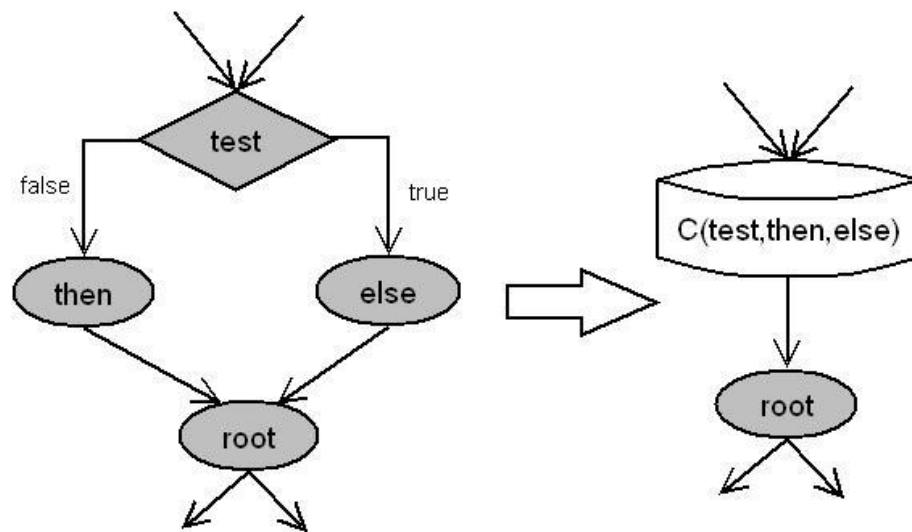 test
false
true
then
else
root
C(test,then,else)
root